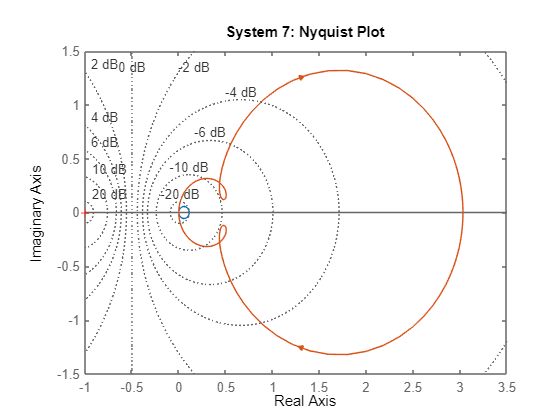 System 7: Nyquist Plot
1.5
1
0.5
0
-0.5
-1
-1.5
Imaginary Axis
2 dB
0 dB
-2 dB
4 dB
-4 dB
6 dB
-6 dB
10 dB
-10 dB
20 dB
-20 dB
-1
-0.5
0
0.5
1
1.5
2
2.5
3
3.5
Real Axis